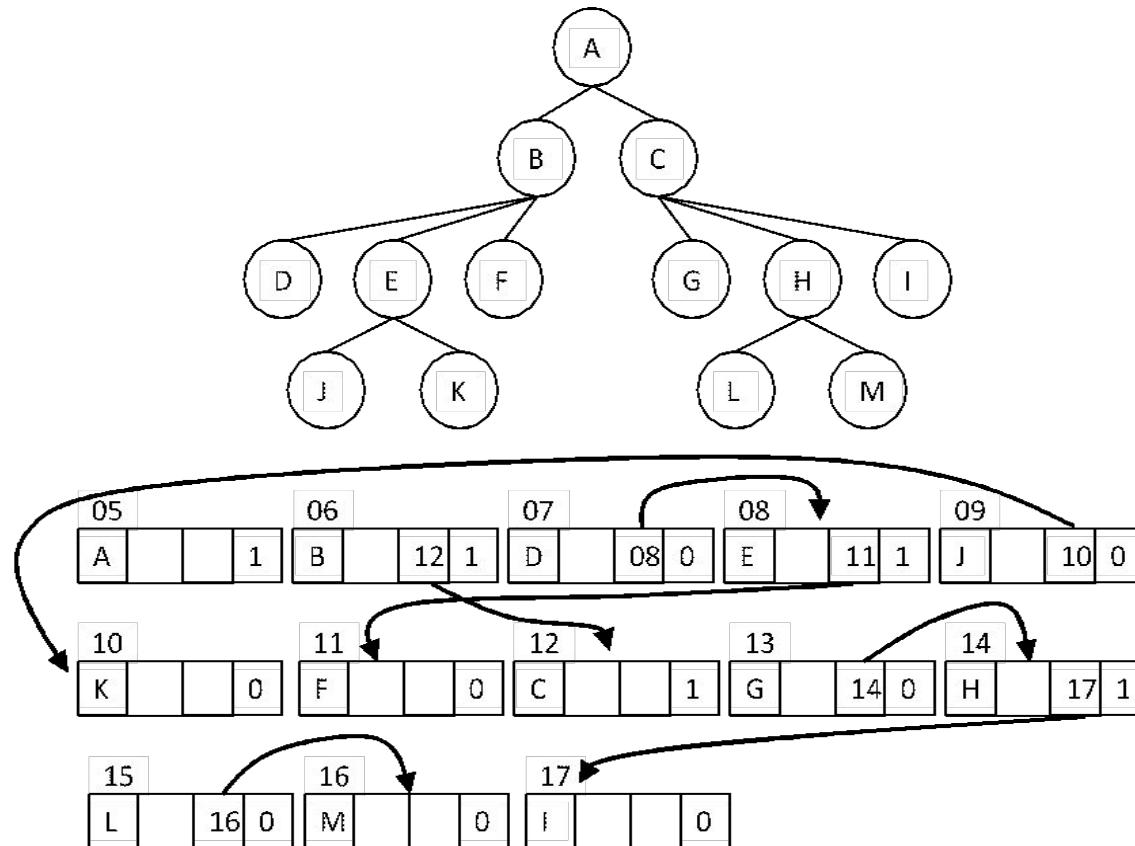 A
B C
D E F G H I
J K L M
05 06 07 08 09
A 1 B 12 1 D 08 0 E 11 1 J 10 0
10 11 12 13 14
K 0 F 0 C 1 G 14 0 H 17 1
15 16 17
L 16 0 M 0 I 0